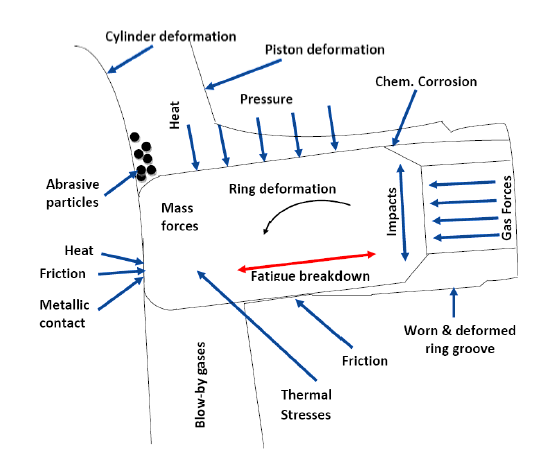 Cylinder deformation
Piston deformation
Chem. Corrosion
Pressure
Heat
Abrasive
particles
Ring deformation
Mass
forces
Impacts
Gas Forces
Heat
Friction
Metallic
contact
Fatigue breakdown
Worn & deformed
ring groove
Friction
Blow-by gases
Thermal
Stresses